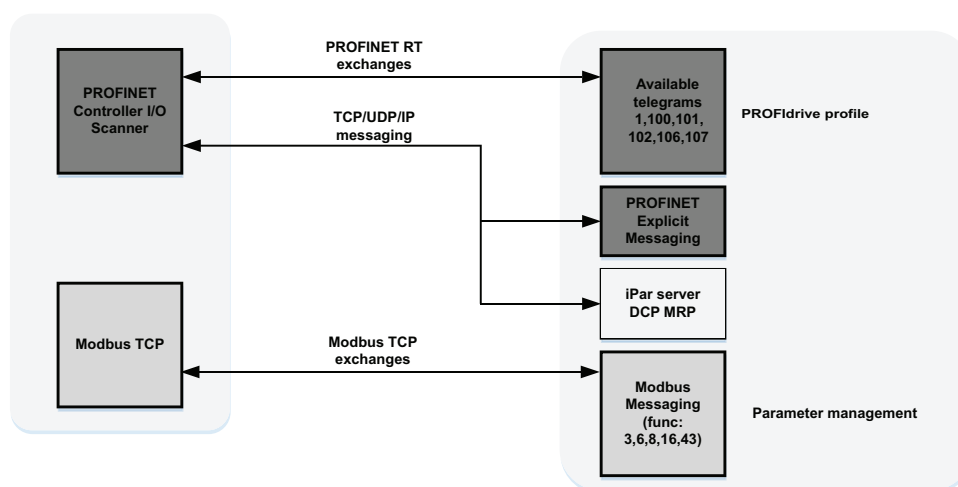 PROFINET RT
exchanges
PROFINET
Controller I/O
Scanner
Available
telegrams
1,100,101,
102,106,107
PROFIdrive profile
TCP/UDP/IP
messaging
PROFINET
Explicit
Messaging
iPar server
DCP MRP
Modbus TCP
Modbus TCP
exchanges
Modbus
Messaging
(func:
3,6,8,16,43)
Parameter management